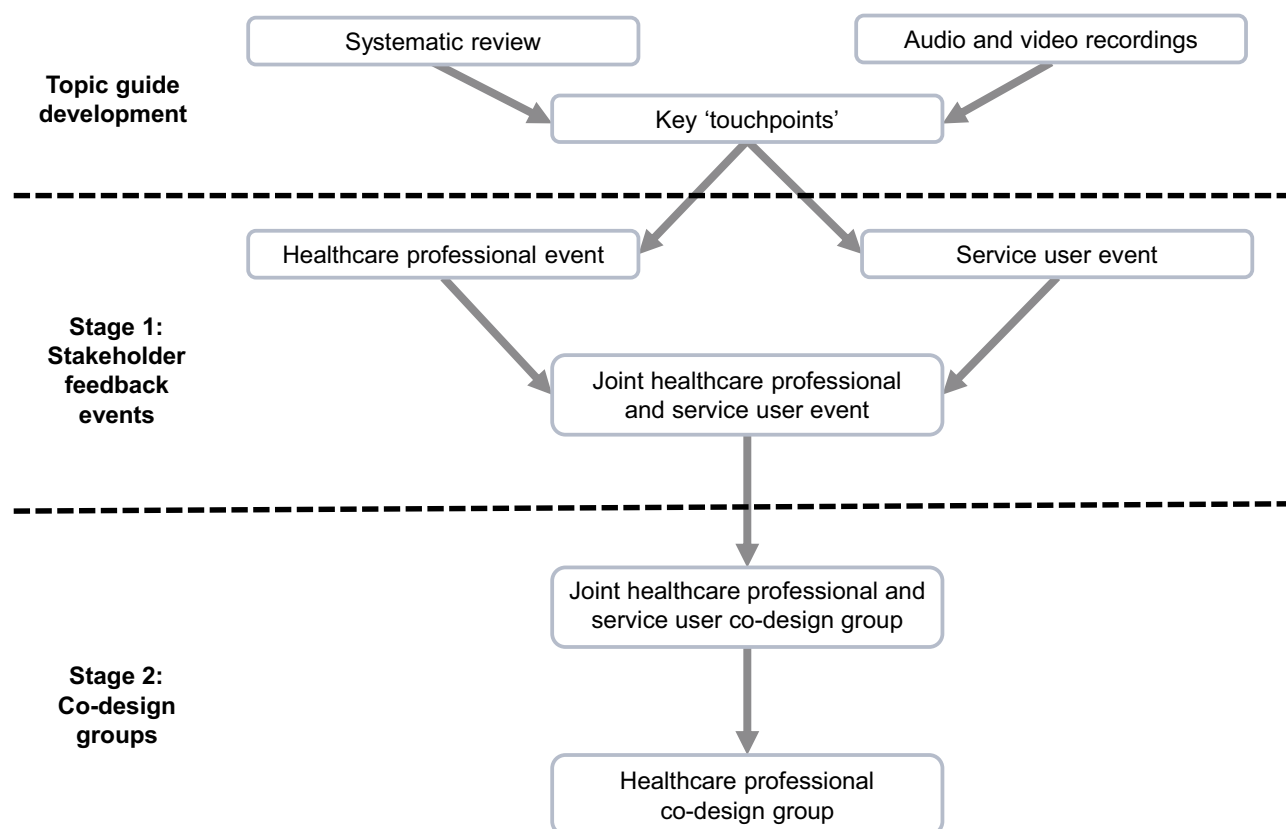 Systematic review
Audio and video recordings
Topic guide
development
Key ‘touchpoints’
Healthcare professional event
Service user event
Stage 1:
Stakeholder
feedback
events
Joint healthcare professional
and service user event
Joint healthcare professional and
service user co-design group
Stage 2:
Co-design
groups
Healthcare professional
co-design group